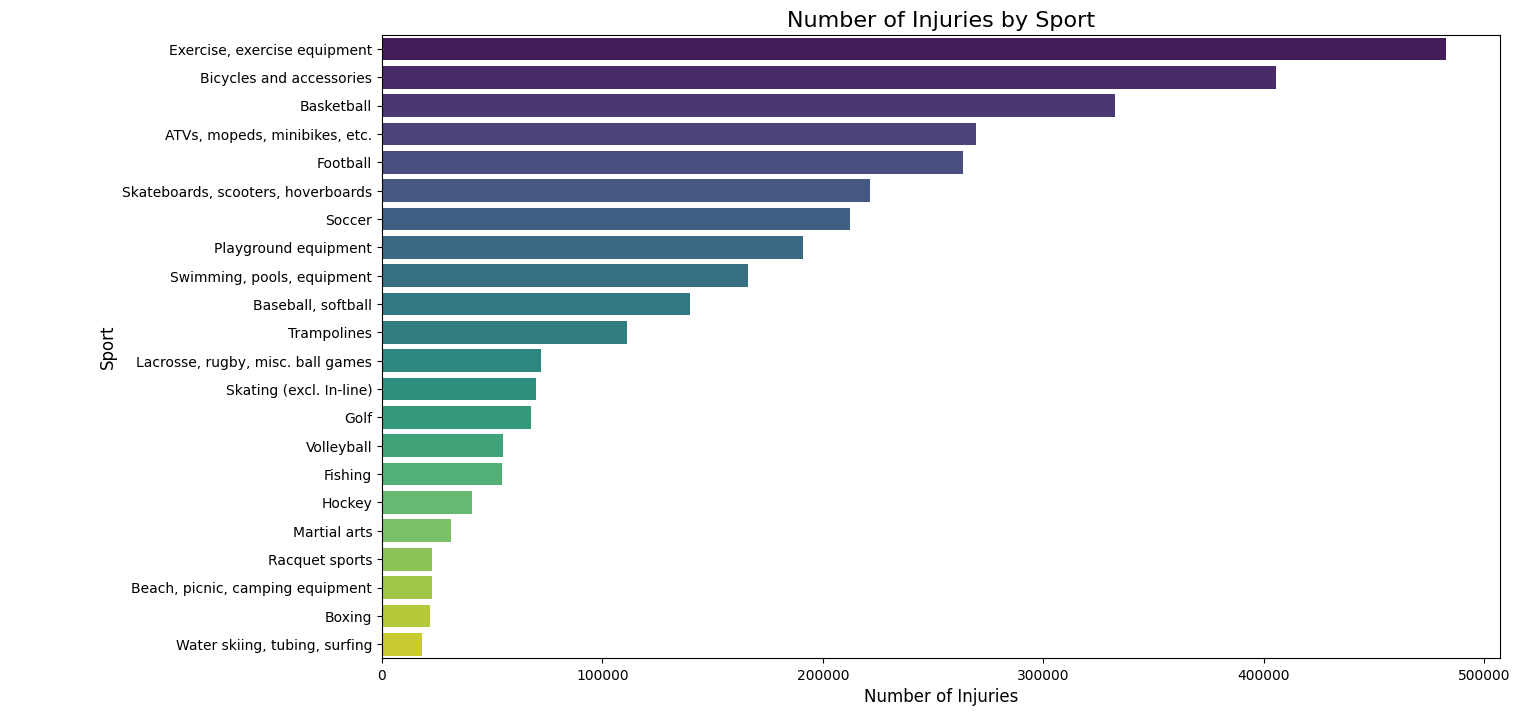 Number of Injuries by Sport
Exercise, exercise equipment
Bicycles and accessories
Basketball
ATVs, mopeds, minibikes, etc.
Football
Skateboards, scooters, hoverboards
Soccer
Playground equipment
Swimming, pools, equipment
Baseball, softball
Trampolines
Lacrosse, rugby, misc. ball games
Skating (excl. In-line)
Golf
Volleyball
Fishing
Hockey
Martial arts
Racquet sports
Beach, picnic, camping equipment
Boxing
Water skiing, tubing, surfing
Sport
0 100000 200000 300000 400000 500000
Number of Injuries